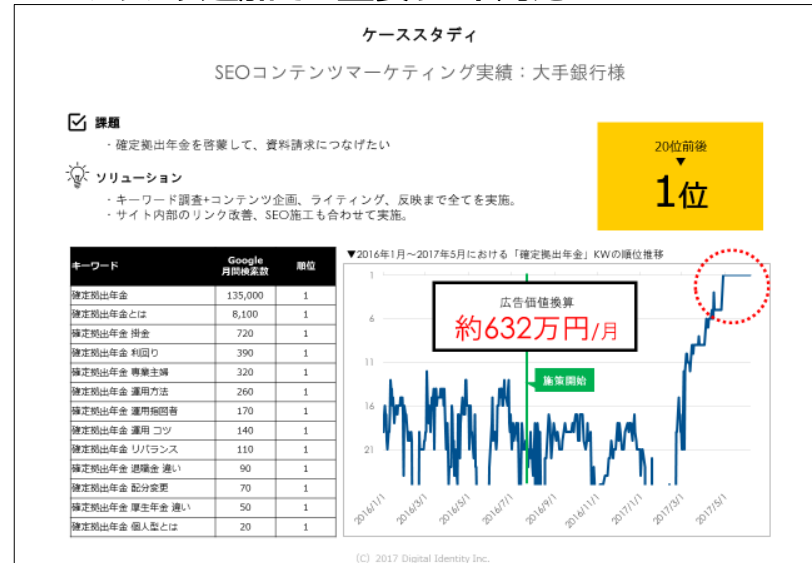 ケーススタディ
SEOコンテンツマーケティング実績：大手銀行様
課題
・確定拠出年金を啓蒙して、資料請求につなげたい
ソリューション
・キーワード調査+コンテンツ企画、ライティング、反映まで全てを実施。
・サイト内部のリンク改善、SEO施工も合わせて実施。
20位前後
▼
1位
キーワード Google 月間検索数 順位
確定拠出年金 135,000 1
確定拠出年金とは 8,100 1
確定拠出年金 掛金 720 1
確定拠出年金 利回り 390 1
確定拠出年金 専業主婦 320 1
確定拠出年金 運用方法 260 1
確定拠出年金 運用指図者 170 1
確定拠出年金 運用 コツ 140 1
確定拠出年金 リバランス 110 1
確定拠出年金 退職金 違い 90 1
確定拠出年金 配分変更 70 1
確定拠出年金 厚生年金 違い 50 1
確定拠出年金 個人型とは 20 1
▼2016年1月～2017年5月における「確定拠出年金」KWの順位推移
1
6
11
16
21
広告価値換算
約632万円/月
施策開始
2016/1/1 2016/3/1 2016/5/1 2016/7/1 2016/9/1 2016/11/1 2017/1/1 2017/3/1 2017/5/1
(C) 2017 Digital Identity Inc.